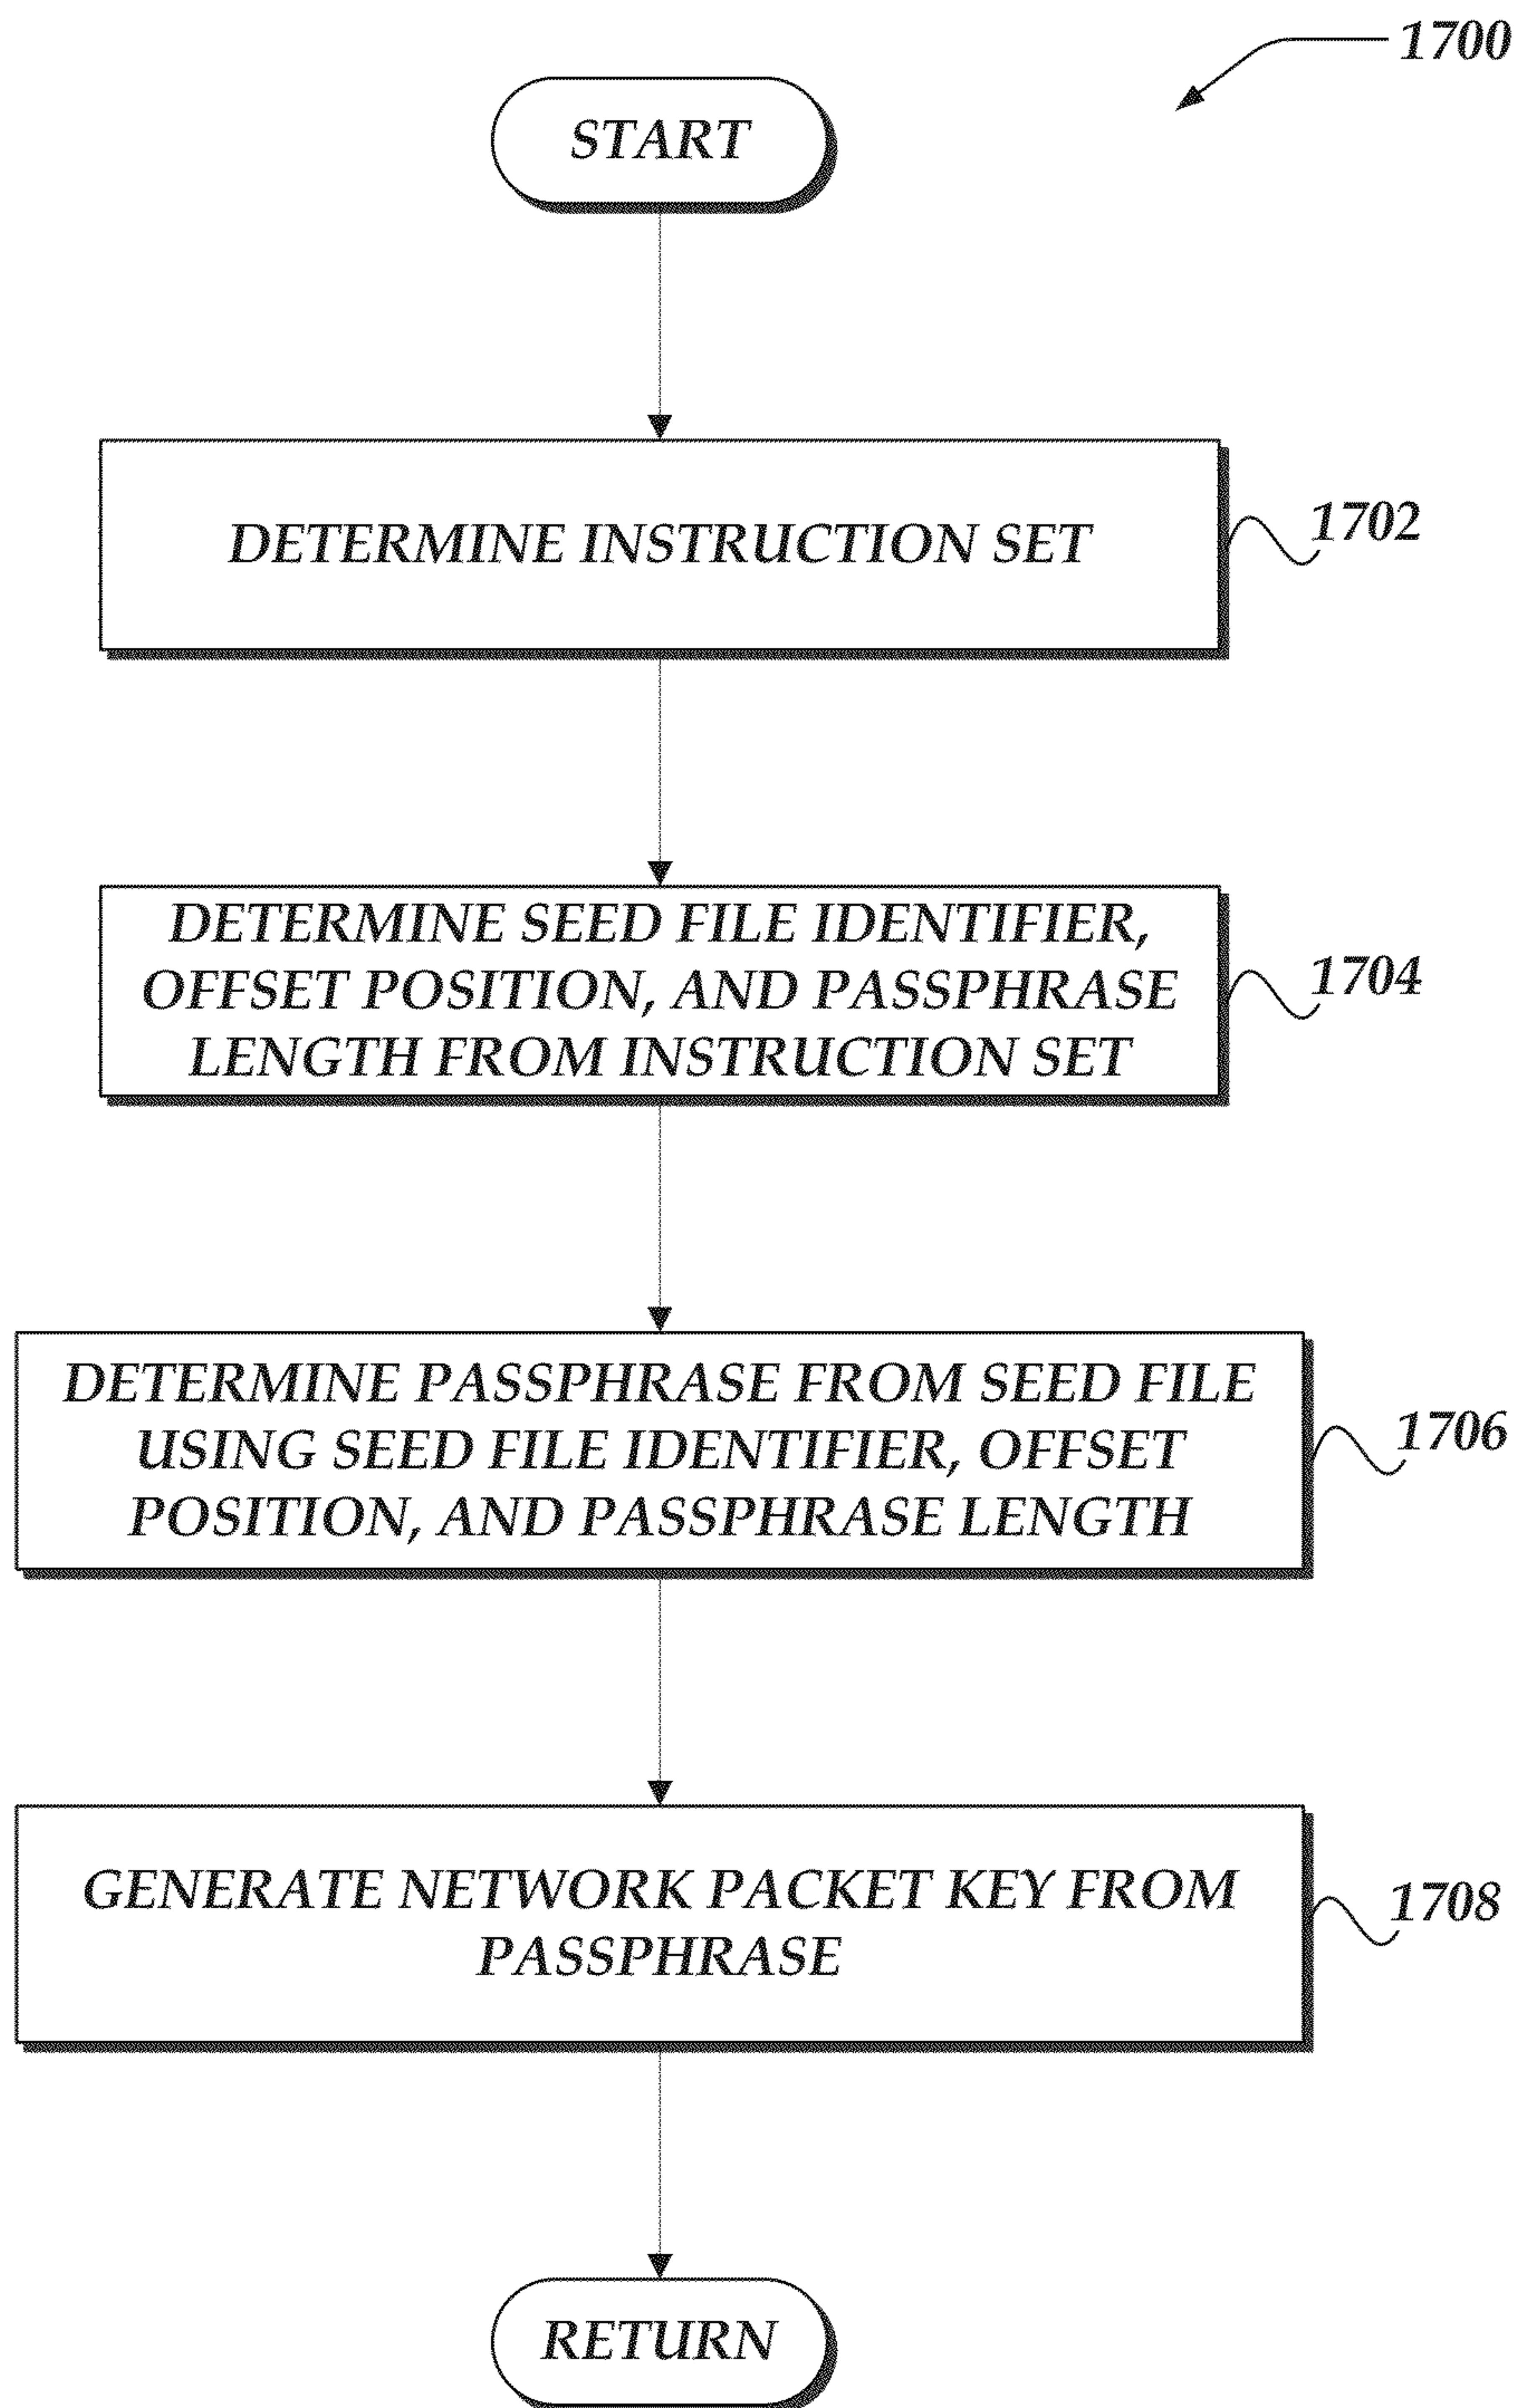 1700
START
DETERMINE INSTRUCTION SET
1702
DETERMINE SEED FILE IDENTIFIER,
OFFSET POSITION, AND PASSPHRASE
LENGTH FROM INSTRUCTION SET
1704
DETERMINE PASSPHRASE FROM SEED FILE
USING SEED FILE IDENTIFIER, OFFSET
POSITION, AND PASSPHRASE LENGTH
1706
GENERATE NETWORK PACKET KEY FROM
PASSPHRASE
1708
RETURN